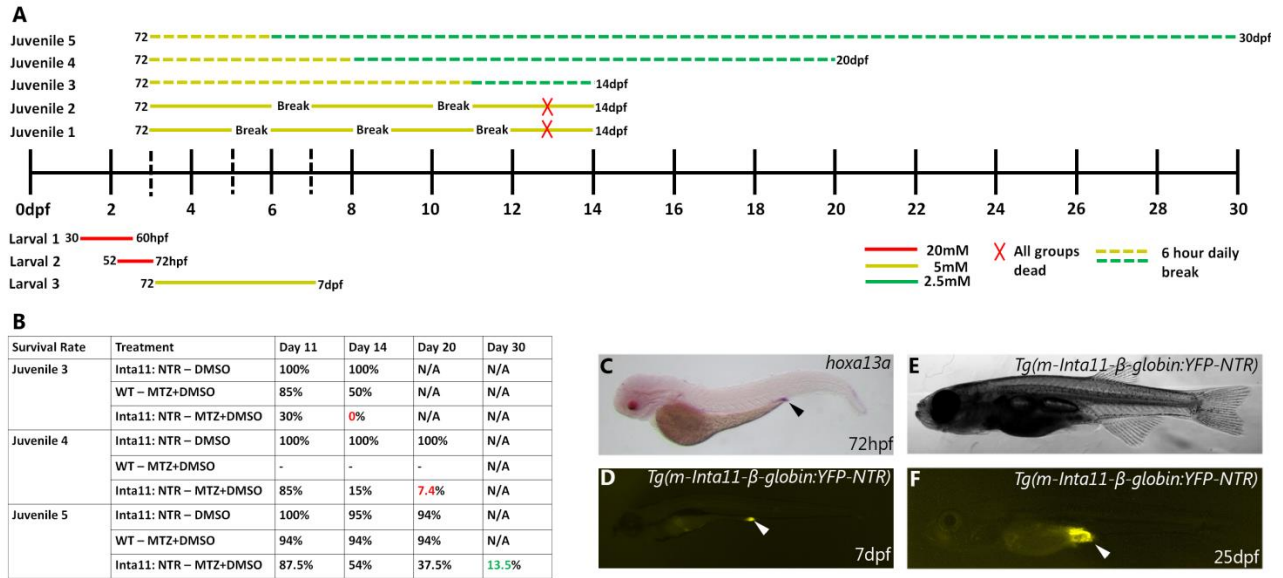 A
Juvenile 5 72 30dpf
Juvenile 4 72 20dpf
Juvenile 3 72 14dpf
Juvenile 2 72 Break Break 14dpf
Juvenile 1 72 Break Break Break 14dpf
0dpf 2 4 6 8 10 12 14 16 18 20 22 24 26 28 30
Larval 1 30 60hpf
Larval 2 52 72hpf
Larval 3 72 7dpf
20mM
5mM
2.5mM
X All groups
dead
6 hour daily
break
B
Survival Rate Treatment Day 11 Day 14 Day 20 Day 30
Juvenile 3 Inta11: NTR – DMSO 100% 100% N/A N/A
WT – MTZ+DMSO 85% 50% N/A N/A
Inta11: NTR – MTZ+DMSO 30% 0% N/A N/A
Juvenile 4 Inta11: NTR – DMSO 100% 100% 100% N/A
WT – MTZ+DMSO - - - N/A
Inta11: NTR – MTZ+DMSO 85% 15% 7.4% N/A
Juvenile 5 Inta11: NTR – DMSO 100% 95% 94% N/A
WT – MTZ+DMSO 94% 94% 94% N/A
Inta11: NTR – MTZ+DMSO 87.5% 54% 37.5% 13.5%
C hoxa13a
72hpf
D Tg(m-Inta11-β-globin:YFP-NTR)
7dpf
E Tg(m-Inta11-β-globin:YFP-NTR)
F Tg(m-Inta11-β-globin:YFP-NTR)
25dpf